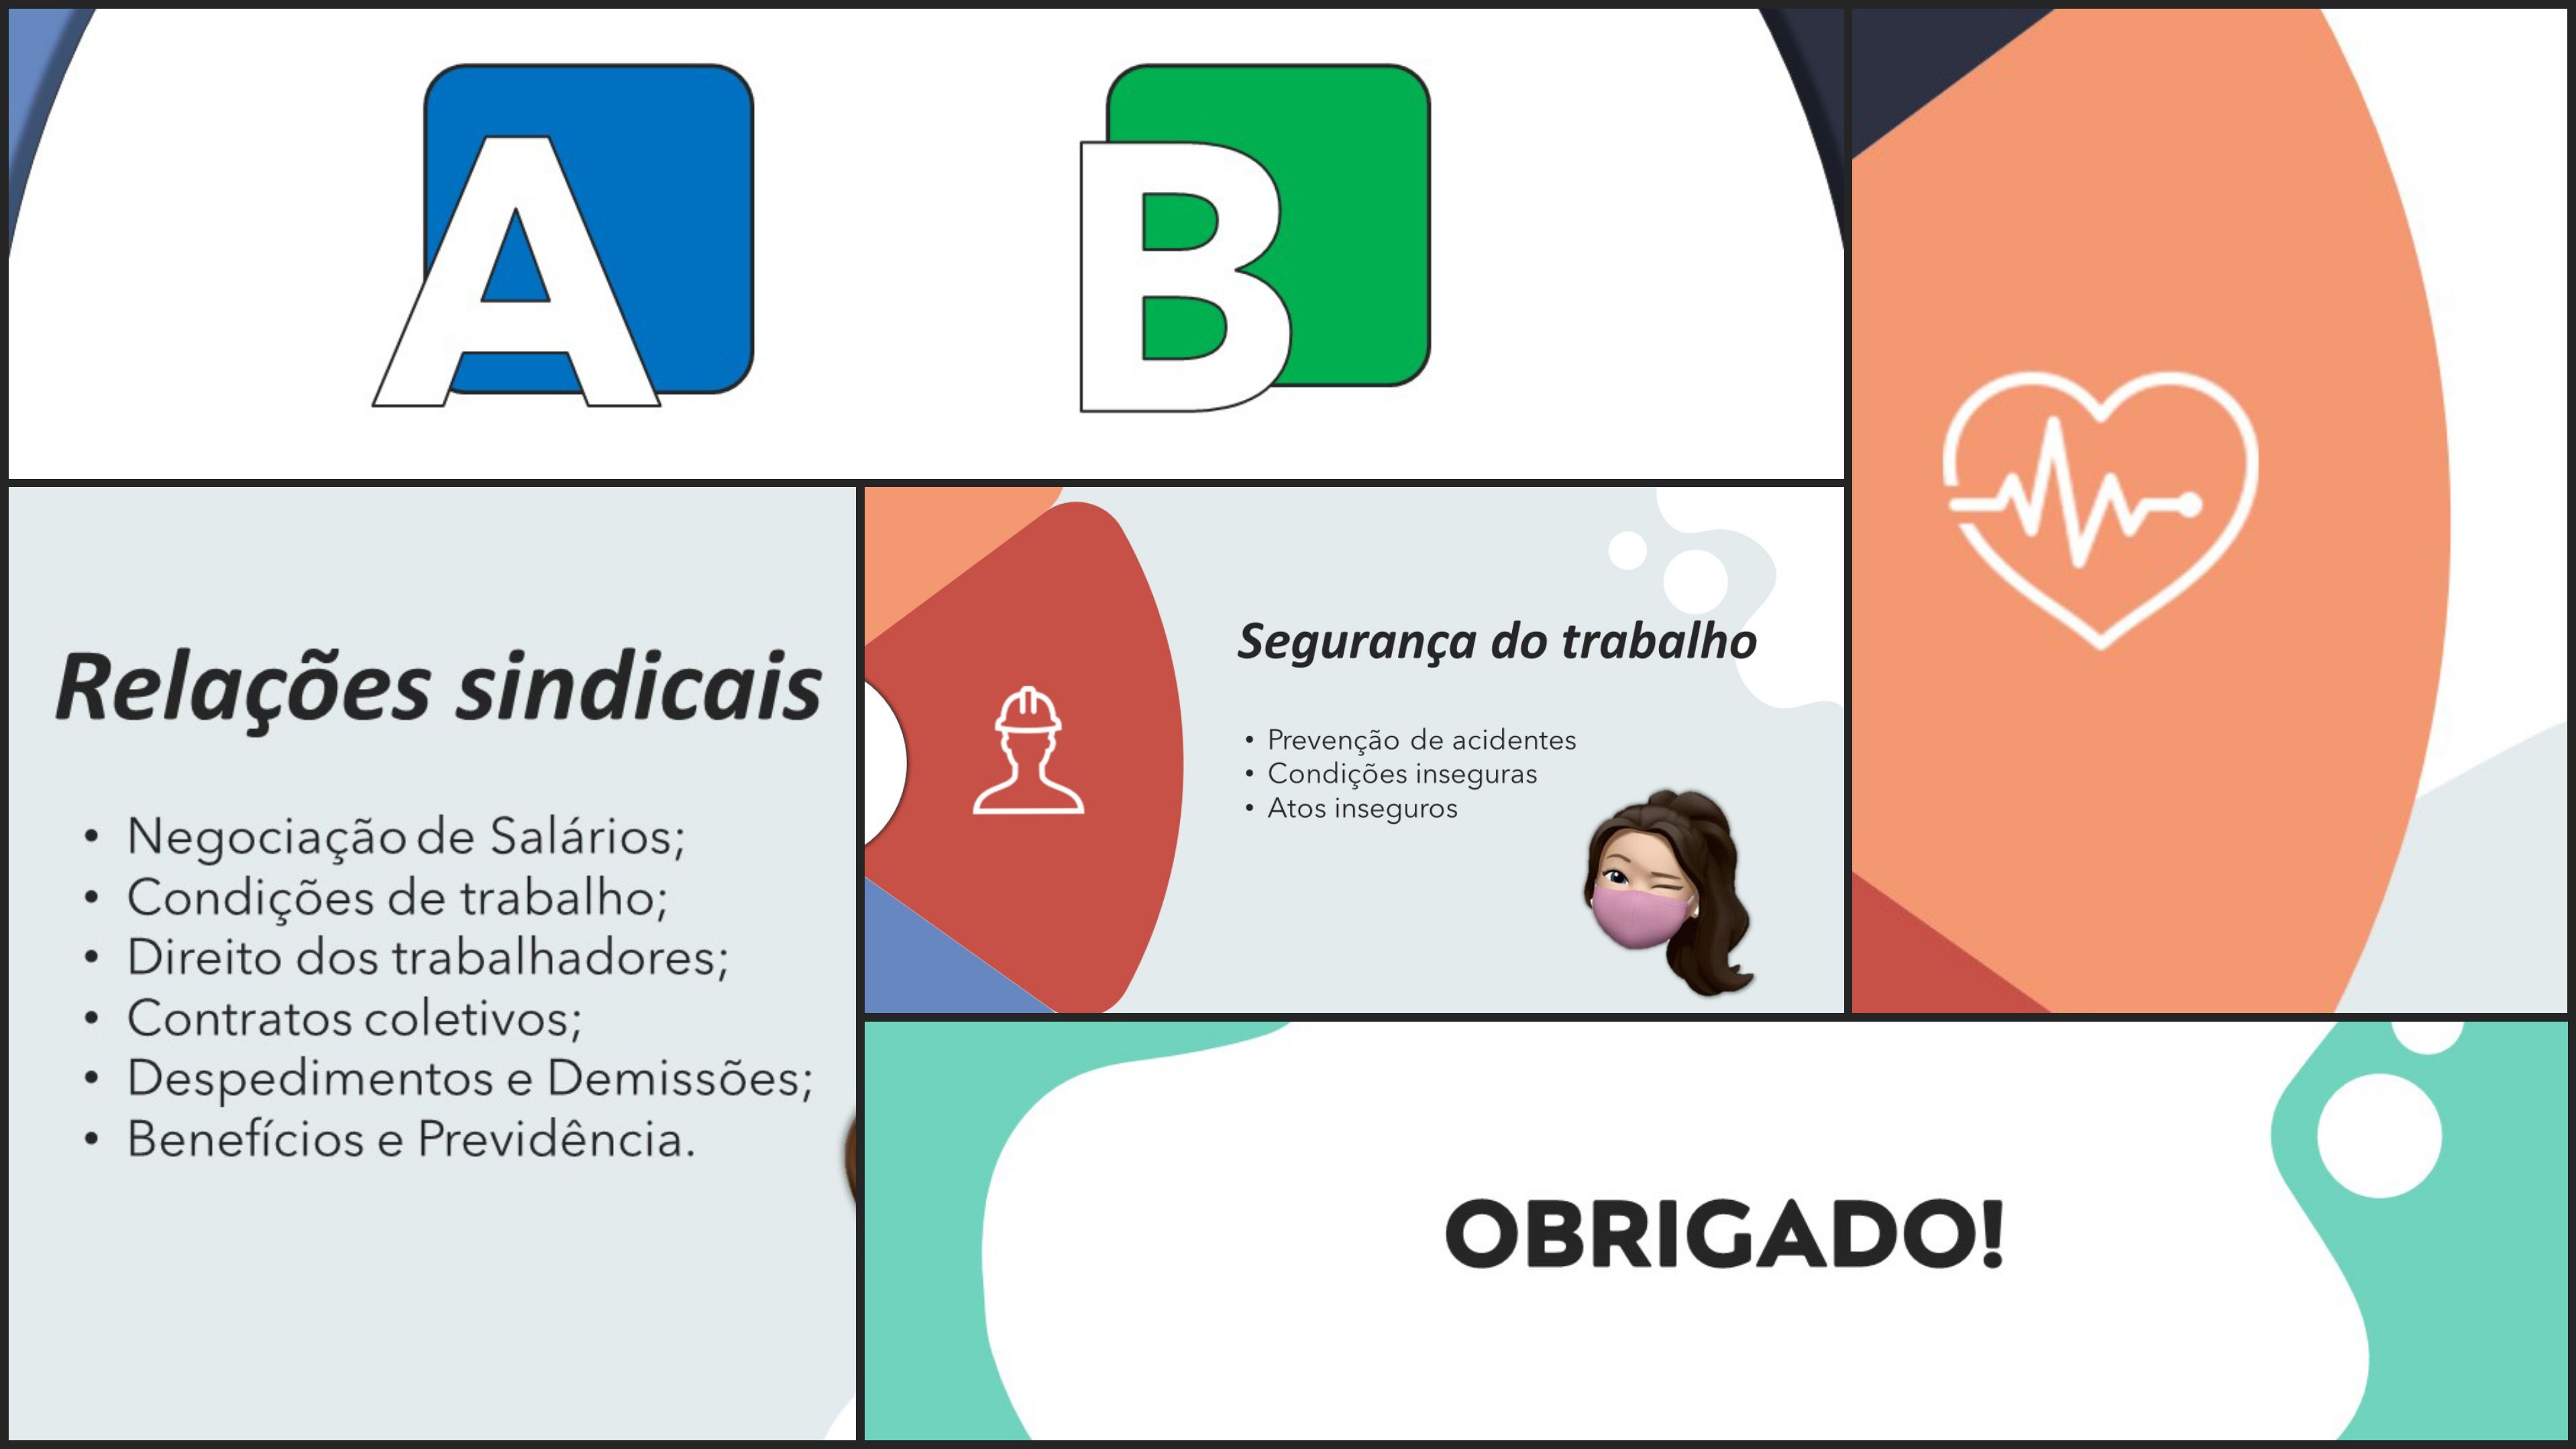 A
B
Relações sindicais
• Negociação de Salários;
• Condições de trabalho;
• Direito dos trabalhadores;
• Contratos coletivos;
• Despedimentos e Demissões;
• Benefícios e Previdência.
Segurança do trabalho
• Prevenção de acidentes
• Condições inseguras
• Atos inseguros
OBRIGADO!